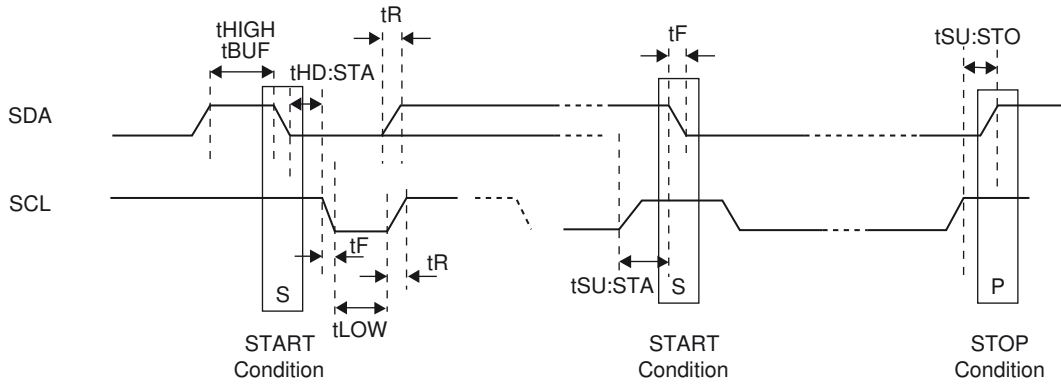 tHIGH
tBUF
tR
tHD:STA
tF
tSU:STO
SDA
SCL
tF
tR
tSU:STA
tLOW
S
S
P
START
Condition
START
Condition
STOP
Condition